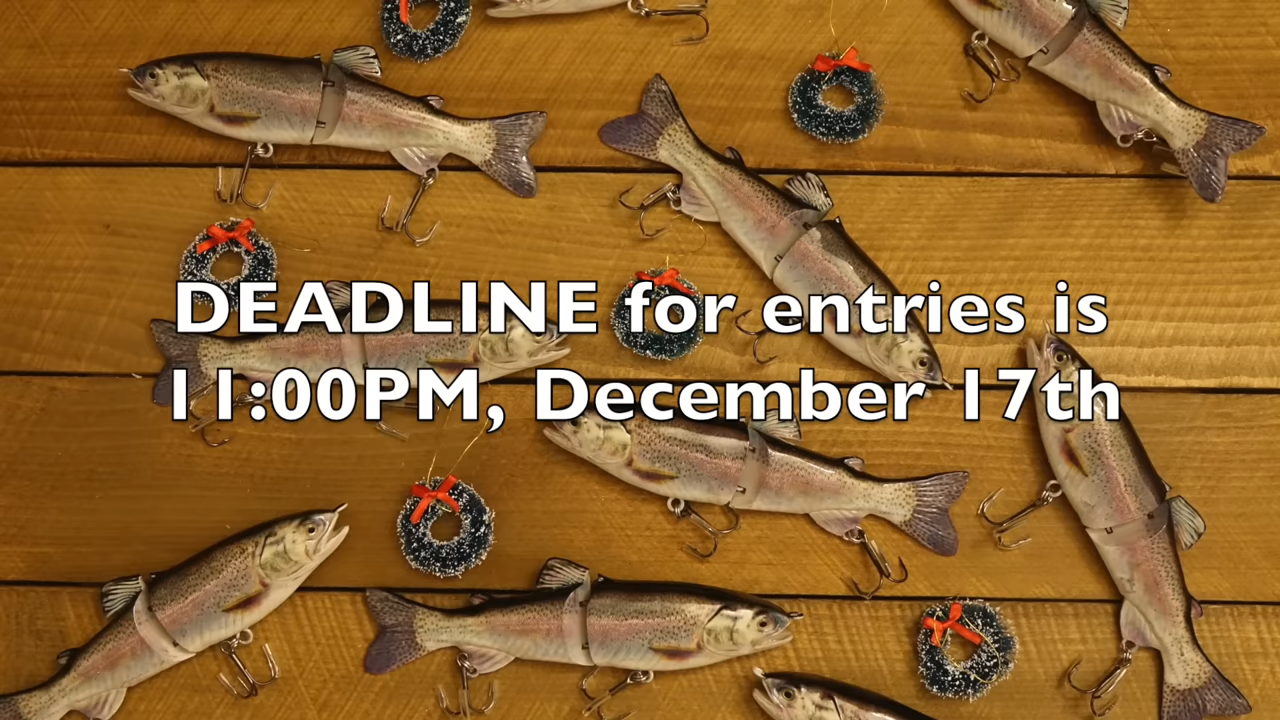 DEADLINE for entries is
11:00PM, December 17th